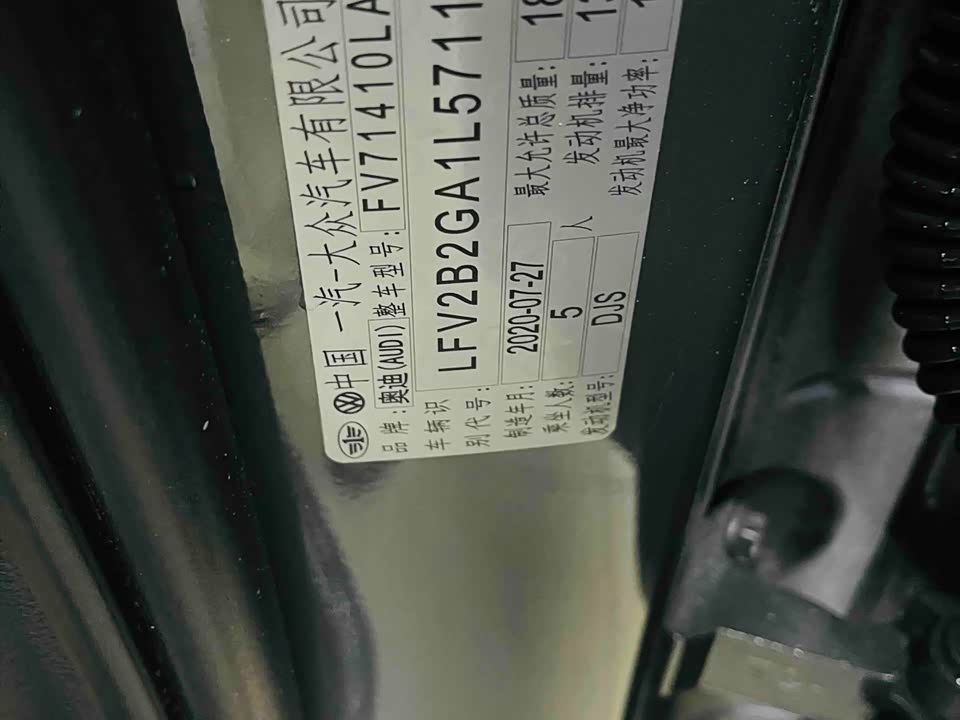 中国 一汽-大众汽车有限公司
品牌: 奥迪(AUDI) 整车型号: FV71410LA
车辆识别代号: LFV2B2GA1L5711
制造年月: 2020-07-27 最大允许总质量: 18
乘坐人数: 5 人 发动机排量: 13
发动机型号: DJS 发动机最大净功率: 1